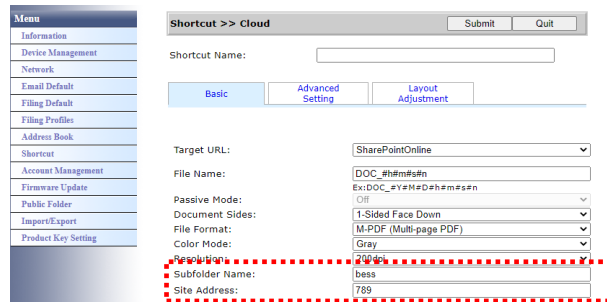 Menu
Information
Device Management
Network
Email Default
Filing Default
Filing Profiles
Address Book
Shortcut
Account Management
Firmware Update
Public Folder
Import/Export
Product Key Setting
Shortcut >> Cloud Submit Quit
Shortcut Name:
Basic Advanced Setting Layout Adjustment
Target URL: SharePointOnline
File Name: DOC_#h#m#s#n
Ex:DOC_#Y#M#D#h#m#s#n
Passive Mode: Off
Document Sides: 1-Sided Face Down
File Format: M-PDF (Multi-page PDF)
Color Mode: Gray
Resolution: 200dpi
Subfolder Name: bess
Site Address: 789